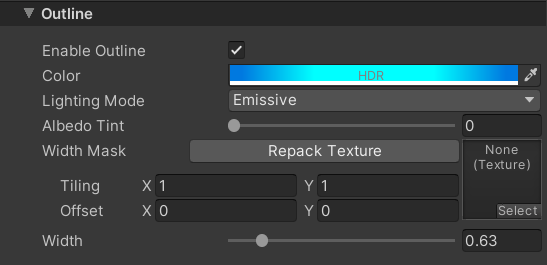 Outline
Enable Outline
Color HDR
Lighting Mode Emissive
Albedo Tint 0
Width Mask Repack Texture None
(Texture)
Tiling X 1 Y 1
Offset X 0 Y 0
Select
Width 0.63